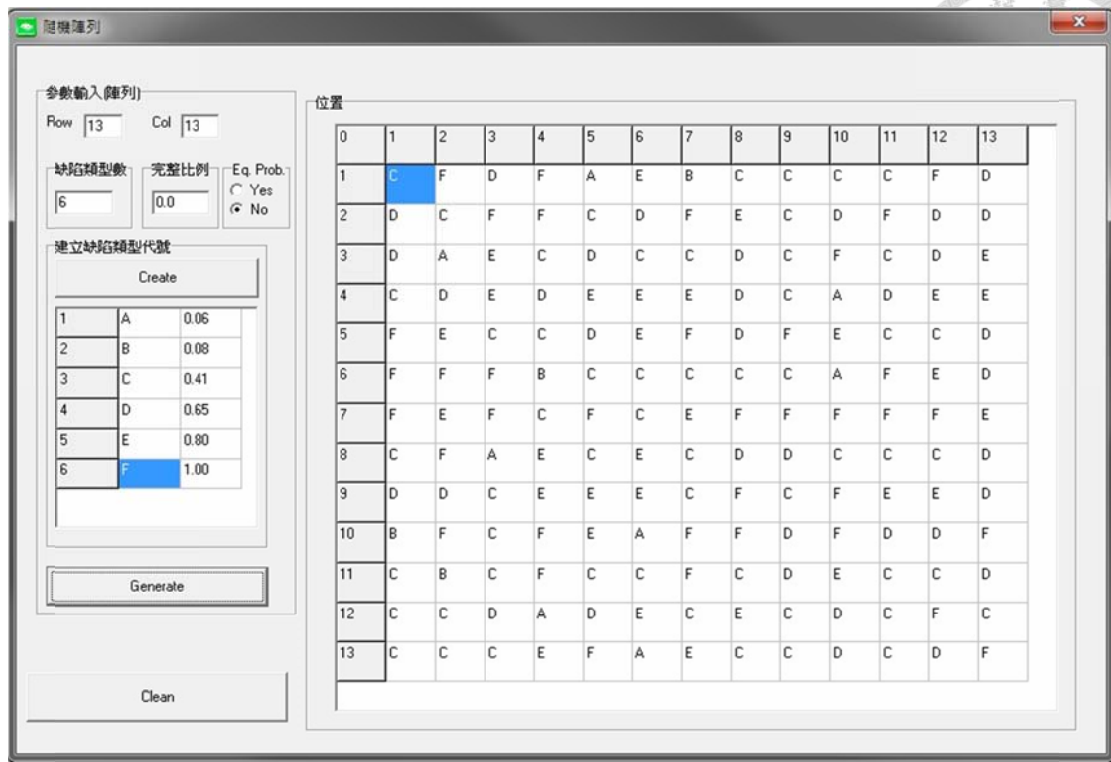 隨機陣列
參數輸入(陣列)
Row 13 Col 13
缺陷類型數 完整比例 Eq. Prob.
6 0.0 Yes
No
建立缺陷類型代號
Create
1 A 0.06
2 B 0.08
3 C 0.41
4 D 0.65
5 E 0.80
6 F 1.00
Generate
Clean
位置
0 1 2 3 4 5 6 7 8 9 10 11 12 13
1 C F D F A E B C C C C F D
2 D C F F C D F E C D F D D
3 D A E C D C C D C F C D E
4 C D E D E E E D C A D E E
5 F E C C D E F D F E C C D
6 F F F B C C C C C A F E D
7 F E F C F C E F F F F F E
8 C F A E C E C D D C C C D
9 D D C E E E C F C F E E D
10 B F C F E A F F D F D D F
11 C B C F C C F C D E C C D
12 C C D A D E C E C D C F C
13 C C C E F A E C C D C D F